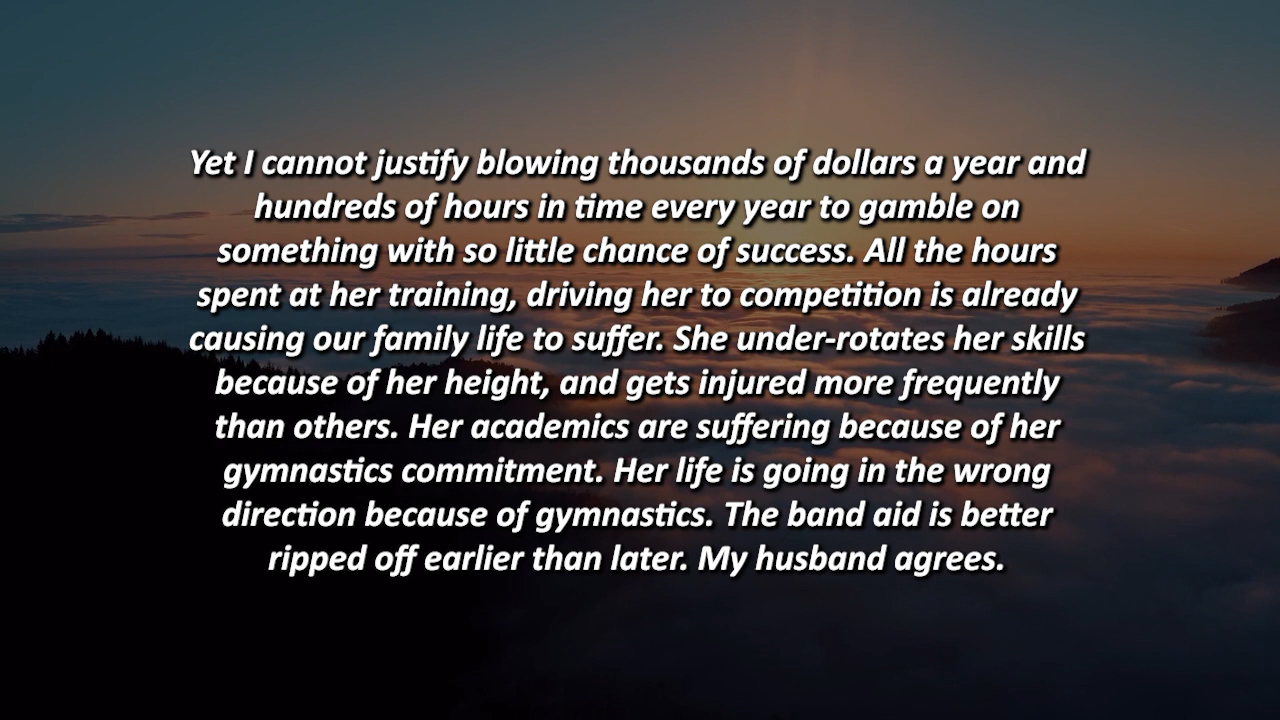 Yet I cannot justify blowing thousands of dollars a year and
hundreds of hours in time every year to gamble on
something with so little chance of success. All the hours
spent at her training, driving her to competition is already
causing our family life to suffer. She under-rotates her skills
because of her height, and gets injured more frequently
than others. Her academics are suffering because of her
gymnastics commitment. Her life is going in the wrong
direction because of gymnastics. The band aid is better
ripped off earlier than later. My husband agrees.